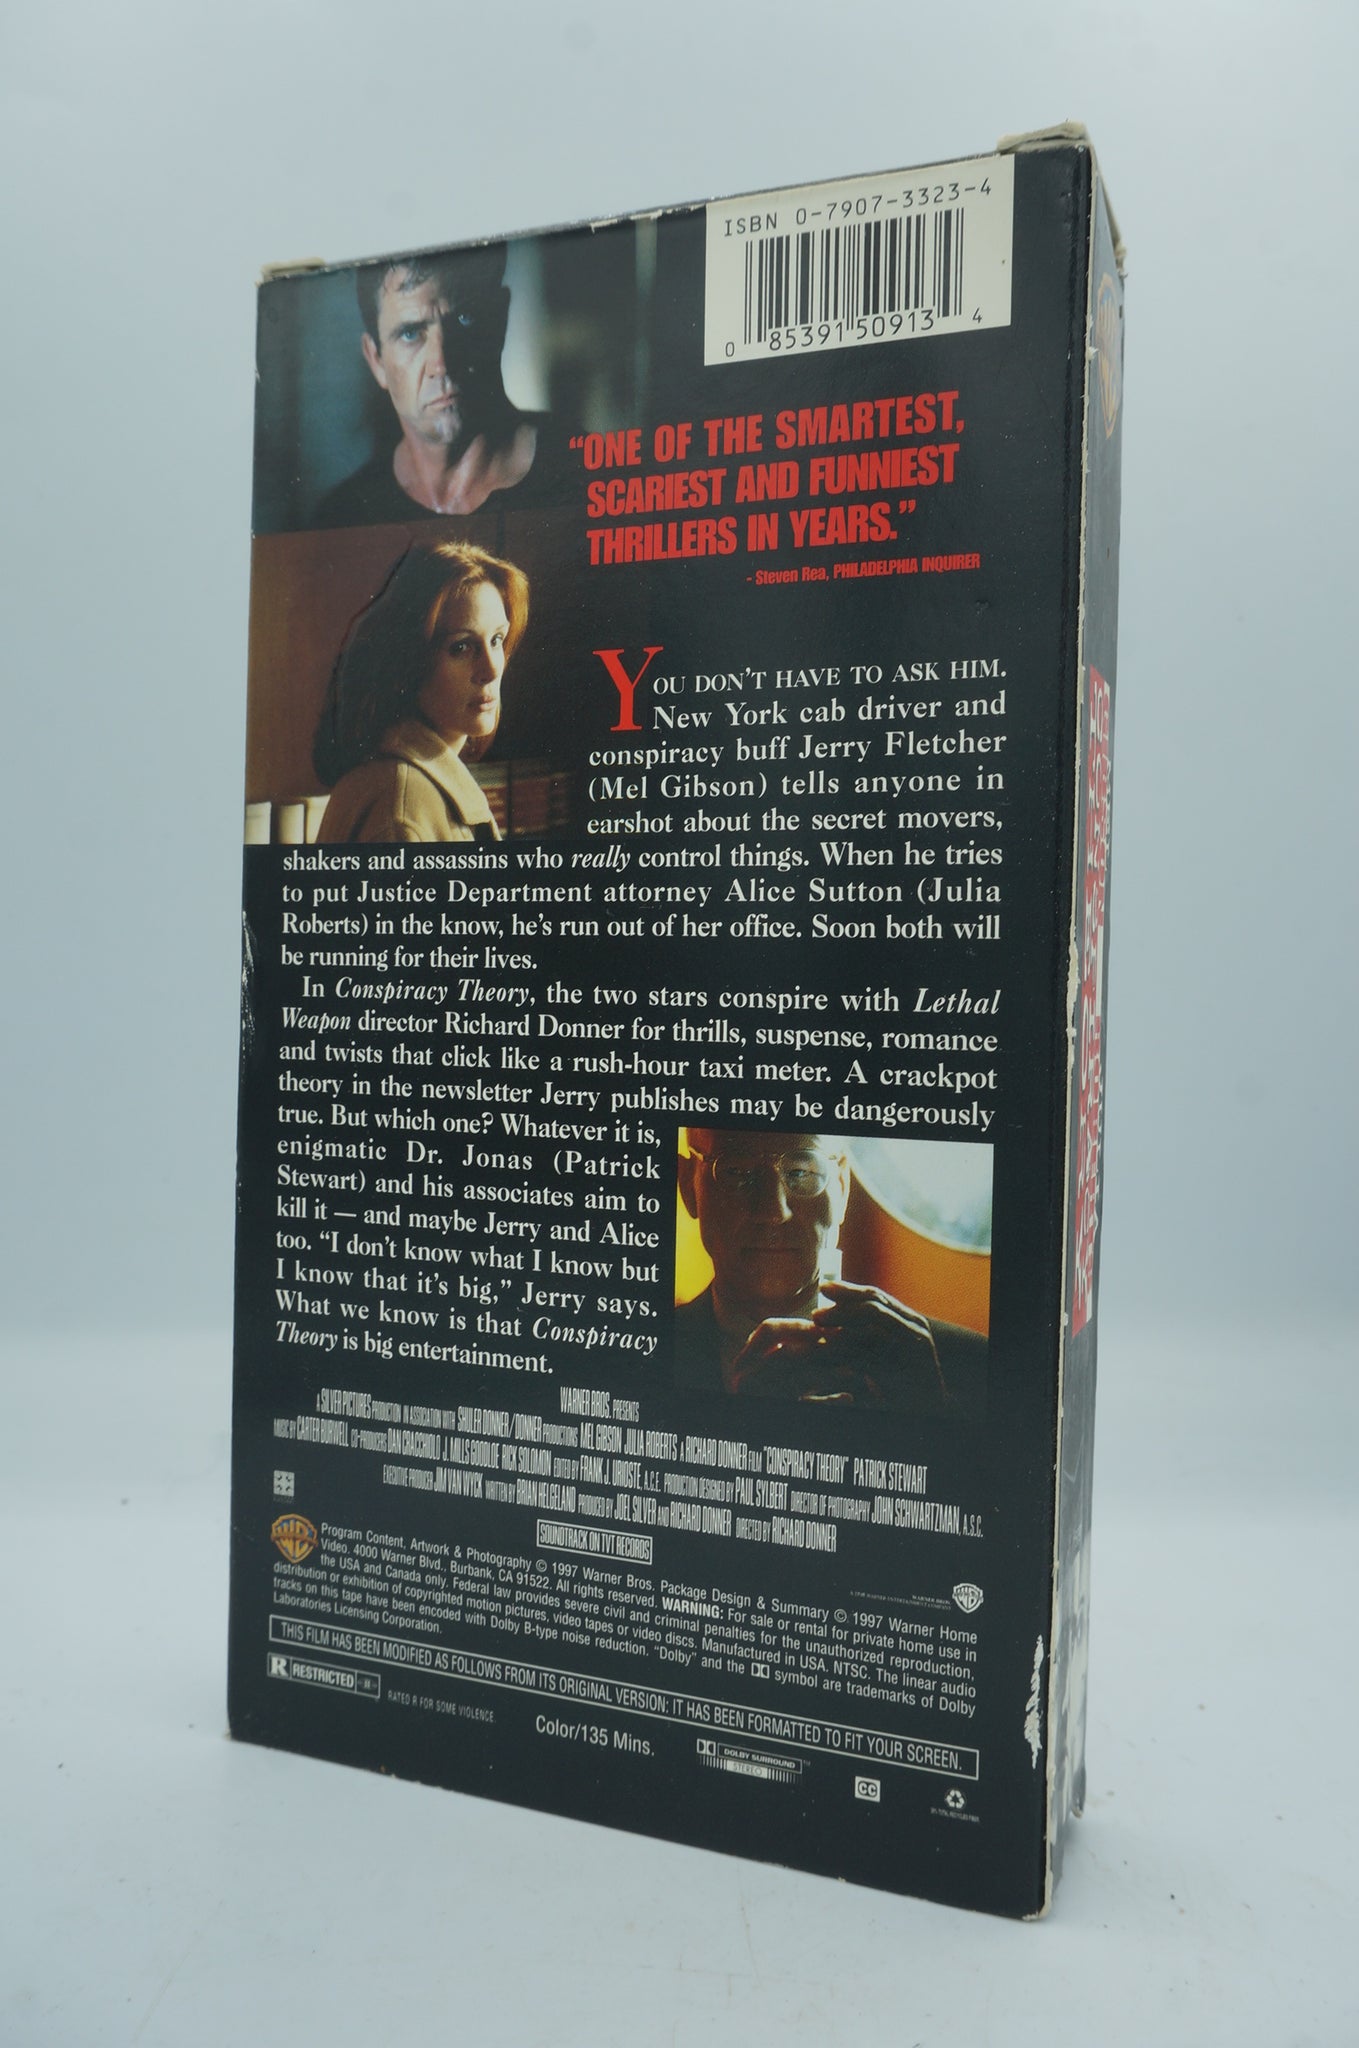 ISBN 0-7907-3323-4
0 85391 50913 4
“ONE OF THE SMARTEST,
SCARIEST AND FUNNIEST
THRILLERS IN YEARS.”
- Steven Rea, PHILADELPHIA INQUIRER
YOU DON’T HAVE TO ASK HIM.
New York cab driver and
conspiracy buff Jerry Fletcher
(Mel Gibson) tells anyone in
earshot about the secret movers,
shakers and assassins who really control things. When he tries
to put Justice Department attorney Alice Sutton (Julia
Roberts) in the know, he’s run out of her office. Soon both will
be running for their lives.
In Conspiracy Theory, the two stars conspire with Lethal
Weapon director Richard Donner for thrills, suspense, romance
and twists that click like a rush-hour taxi meter. A crackpot
theory in the newsletter Jerry publishes may be dangerously
true. But which one? Whatever it is,
enigmatic Dr. Jonas (Patrick
Stewart) and his associates aim to
kill it — and maybe Jerry and Alice
too. “I don’t know what I know but
I know that it’s big,” Jerry says.
What we know is that Conspiracy
Theory is big entertainment.
WARNER BROS. PRESENTS
A SILVER PICTURES PRODUCTION IN ASSOCIATION WITH SHULER DONNER/DONNER PRODUCTIONS MEL GIBSON JULIA ROBERTS A RICHARD DONNER FILM "CONSPIRACY THEORY" PATRICK STEWART
MUSIC BY CARTER BURWELL CO-PRODUCERS DAN CRACCHIOLO J. MILLS GOODLOE RICK SOLOMON EDITED BY FRANK J. URIOSTE, A.C.E. PRODUCTION DESIGNED BY PAUL SYLBERT DIRECTOR OF PHOTOGRAPHY JOHN SCHWARTZMAN, A.S.C.
EXECUTIVE PRODUCER JIM VAN WYCK WRITTEN BY BRIAN HELGELAND PRODUCED BY JOEL SILVER AND RICHARD DONNER DIRECTED BY RICHARD DONNER
SOUNDTRACK ON TVT RECORDS
Program Content, Artwork & Photography © 1997 Warner Bros. Package Design & Summary © 1997 Warner Home
Video. 4000 Warner Blvd., Burbank, CA 91522. All rights reserved. WARNING: For sale or rental for private home use in
the USA and Canada only. Federal law provides severe civil and criminal penalties for the unauthorized reproduction,
distribution or exhibition of copyrighted motion pictures, video tapes or video discs. Manufactured in USA. NTSC. The linear audio
tracks on this tape have been encoded with Dolby B-type noise reduction. "Dolby" and the symbol are trademarks of Dolby
Laboratories Licensing Corporation.
THIS FILM HAS BEEN MODIFIED AS FOLLOWS FROM ITS ORIGINAL VERSION: IT HAS BEEN FORMATTED TO FIT YOUR SCREEN.
R RESTRICTED
RATED R FOR SOME VIOLENCE.
Color/135 Mins.
DOLBY SURROUND
STEREO
CC